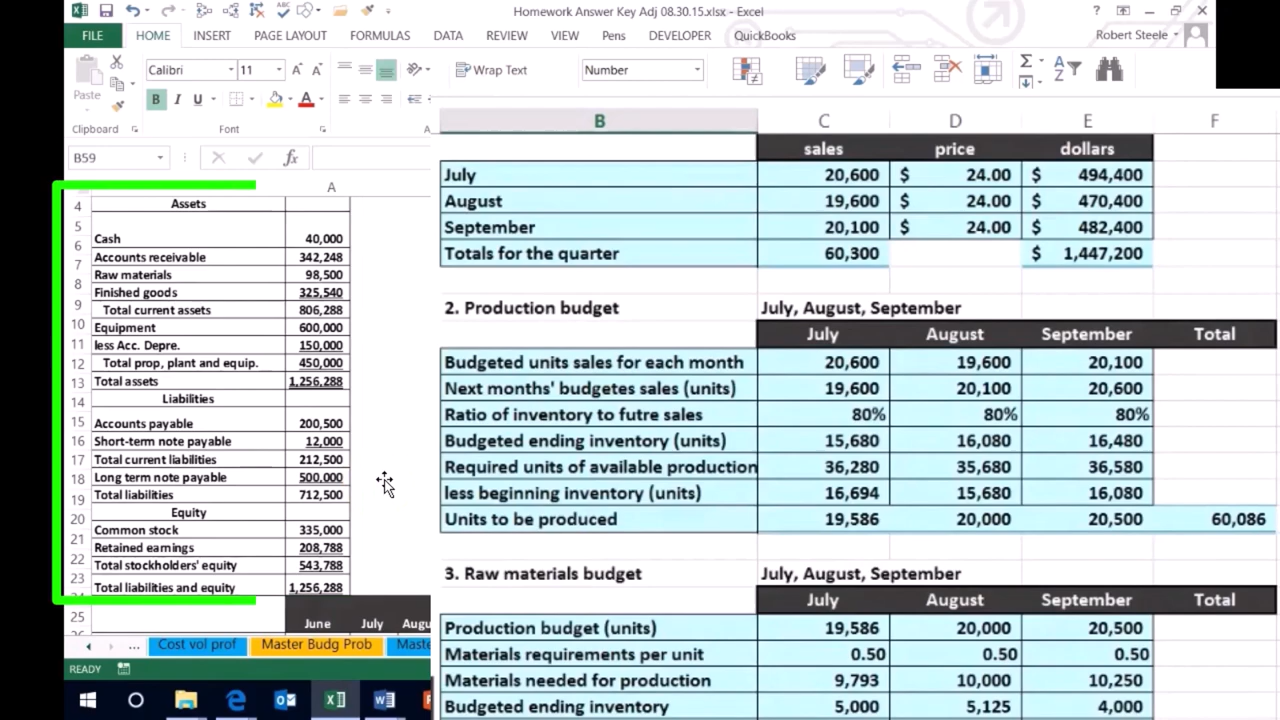 Homework Answer Key Adj 08.30.15.xlsx - Excel
FILE HOME INSERT PAGE LAYOUT FORMULAS DATA REVIEW VIEW Pens DEVELOPER QuickBooks Robert Steele
Calibri 11 Wrap Text Number
Paste B I U
Clipboard Font
B59 fx
A
4 Assets
5
6 Cash 40,000
7 Accounts receivable 342,248
8 Raw materials 98,500
9 Finished goods 325,540
10 Total current assets 806,288
11 Equipment 600,000
12 less Acc. Depre. 150,000
13 Total prop, plant and equip. 450,000
14 Total assets 1,256,288
Liabilities
15 Accounts payable 200,500
16 Short-term note payable 12,000
17 Total current liabilities 212,500
18 Long term note payable 500,000
19 Total liabilities 712,500
20 Equity
21 Common stock 335,000
22 Retained earnings 208,788
23 Total stockholders' equity 543,788
Total liabilities and equity 1,256,288
25 June July Augu
... Cost vol prof Master Budg Prob Maste
READY
B C D E F
sales price dollars
July 20,600 $ 24.00 $ 494,400
August 19,600 $ 24.00 $ 470,400
September 20,100 $ 24.00 $ 482,400
Totals for the quarter 60,300 $ 1,447,200
2. Production budget July, August, September
July August September Total
Budgeted units sales for each month 20,600 19,600 20,100
Next months' budgetes sales (units) 19,600 20,100 20,600
Ratio of inventory to futre sales 80% 80% 80%
Budgeted ending inventory (units) 15,680 16,080 16,480
Required units of available production 36,280 35,680 36,580
less beginning inventory (units) 16,694 15,680 16,080
Units to be produced 19,586 20,000 20,500 60,086
3. Raw materials budget July, August, September
July August September Total
Production budget (units) 19,586 20,000 20,500
Materials requirements per unit 0.50 0.50 0.50
Materials needed for production 9,793 10,000 10,250
Budgeted ending inventory 5,000 5,125 4,000